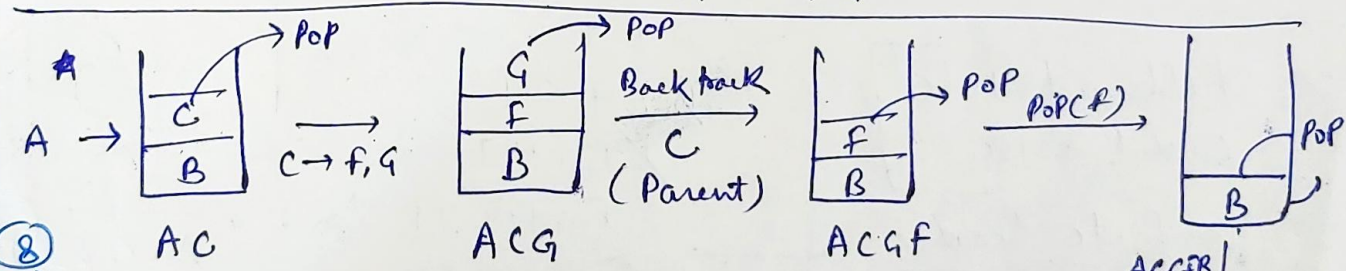 A → C B → POP
C → F, G
G F B → POP
Back track
C
(Parent)
F B → POP
POP(F)
B POP
8 AC ACG ACGF